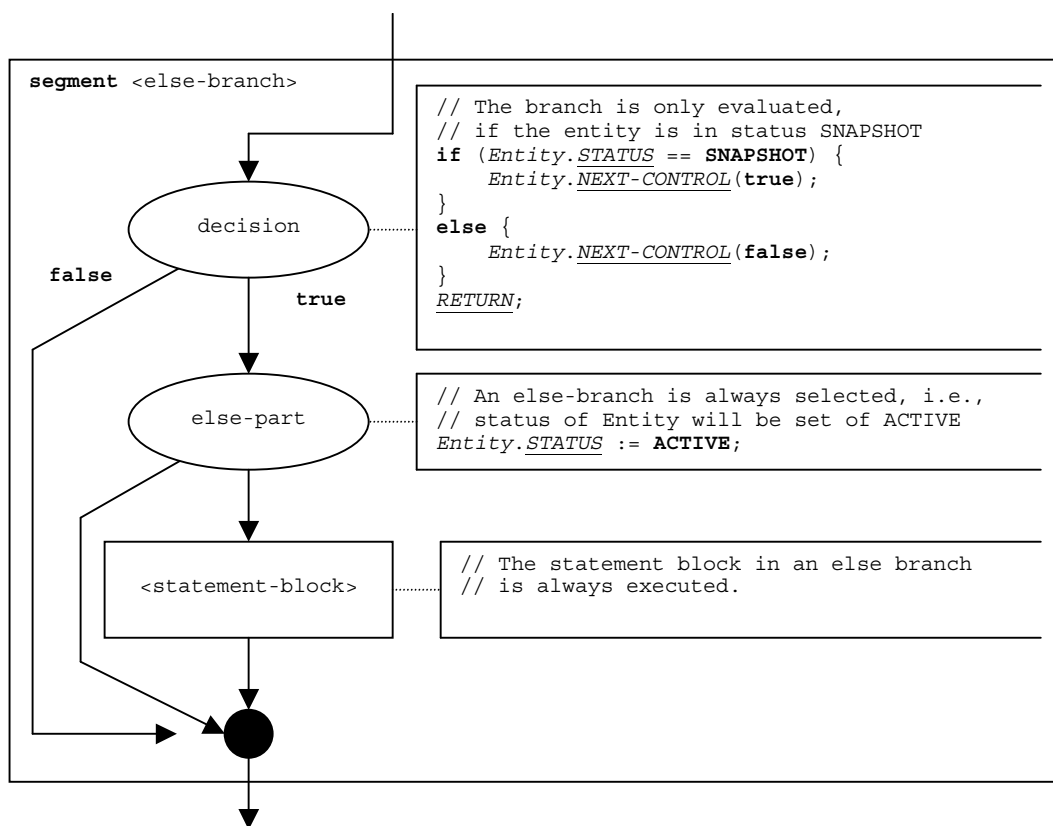 segment <else-branch>
// The branch is only evaluated,
// if the entity is in status SNAPSHOT
if (Entity.STATUS == SNAPSHOT) {
Entity.NEXT-CONTROL(true);
}
else {
Entity.NEXT-CONTROL(false);
}
RETURN;
decision
false
true
// An else-branch is always selected, i.e.,
// status of Entity will be set of ACTIVE
Entity.STATUS := ACTIVE;
else-part
// The statement block in an else branch
// is always executed.
<statement-block>